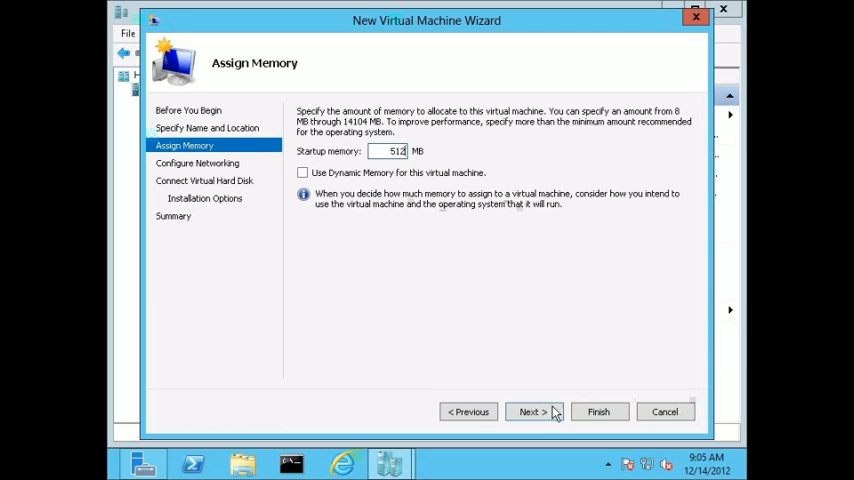 New Virtual Machine Wizard
File
Assign Memory
Before You Begin
Specify Name and Location
Assign Memory
Configure Networking
Connect Virtual Hard Disk
Installation Options
Summary
Specify the amount of memory to allocate to this virtual machine. You can specify an amount from 8
MB through 14104 MB. To improve performance, specify more than the minimum amount recommended
for the operating system.
Startup memory: 512 MB
Use Dynamic Memory for this virtual machine.
When you decide how much memory to assign to a virtual machine, consider how you intend to
use the virtual machine and the operating system that it will run.
< Previous Next > Finish Cancel
9:05 AM
12/14/2012